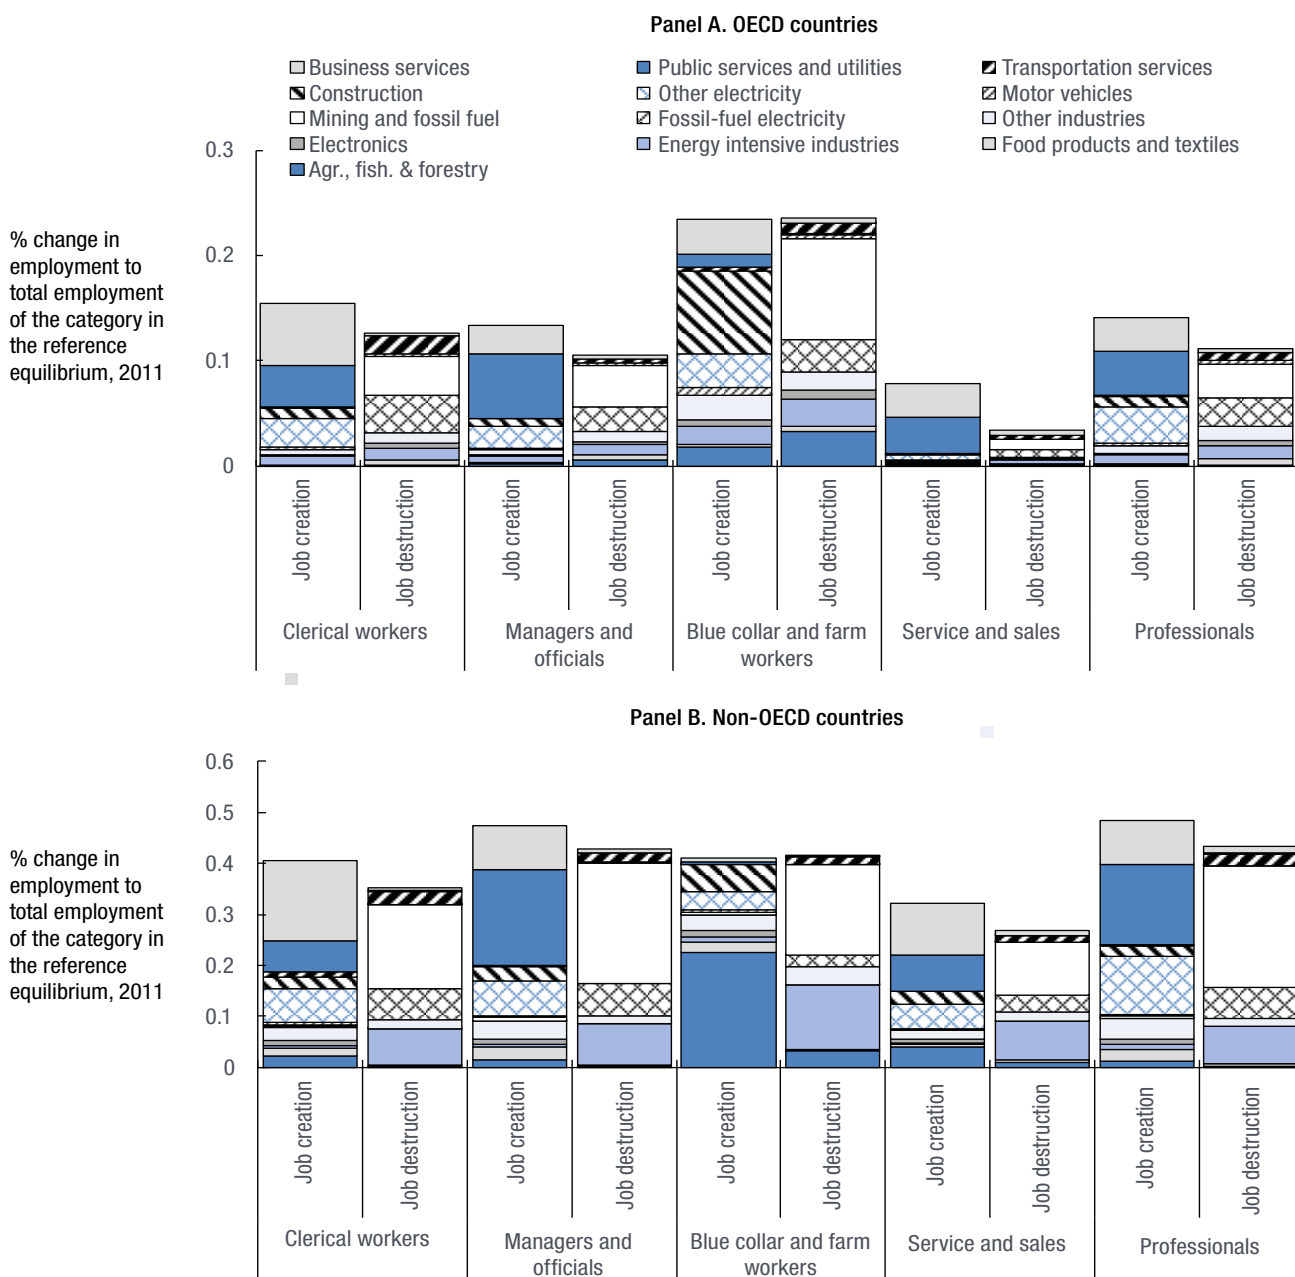 Panel A. OECD countries
Business services
Public services and utilities
Transportation services
Construction
Other electricity
Motor vehicles
Mining and fossil fuel
Fossil-fuel electricity
Other industries
Electronics
Energy intensive industries
Food products and textiles
Agr., fish. & forestry
% change in
employment to
total employment
of the category in
the reference
equilibrium, 2011
0.3
0.2
0.1
0
Job creation
Job destruction
Job creation
Job destruction
Job creation
Job destruction
Job creation
Job destruction
Job creation
Job destruction
Clerical workers
Managers and
officials
Blue collar and farm
workers
Service and sales
Professionals
Panel B. Non-OECD countries
% change in
employment to
total employment
of the category in
the reference
equilibrium, 2011
0.6
0.5
0.4
0.3
0.2
0.1
0
Job creation
Job destruction
Job creation
Job destruction
Job creation
Job destruction
Job creation
Job destruction
Job creation
Job destruction
Clerical workers
Managers and
officials
Blue collar and farm
workers
Service and sales
Professionals